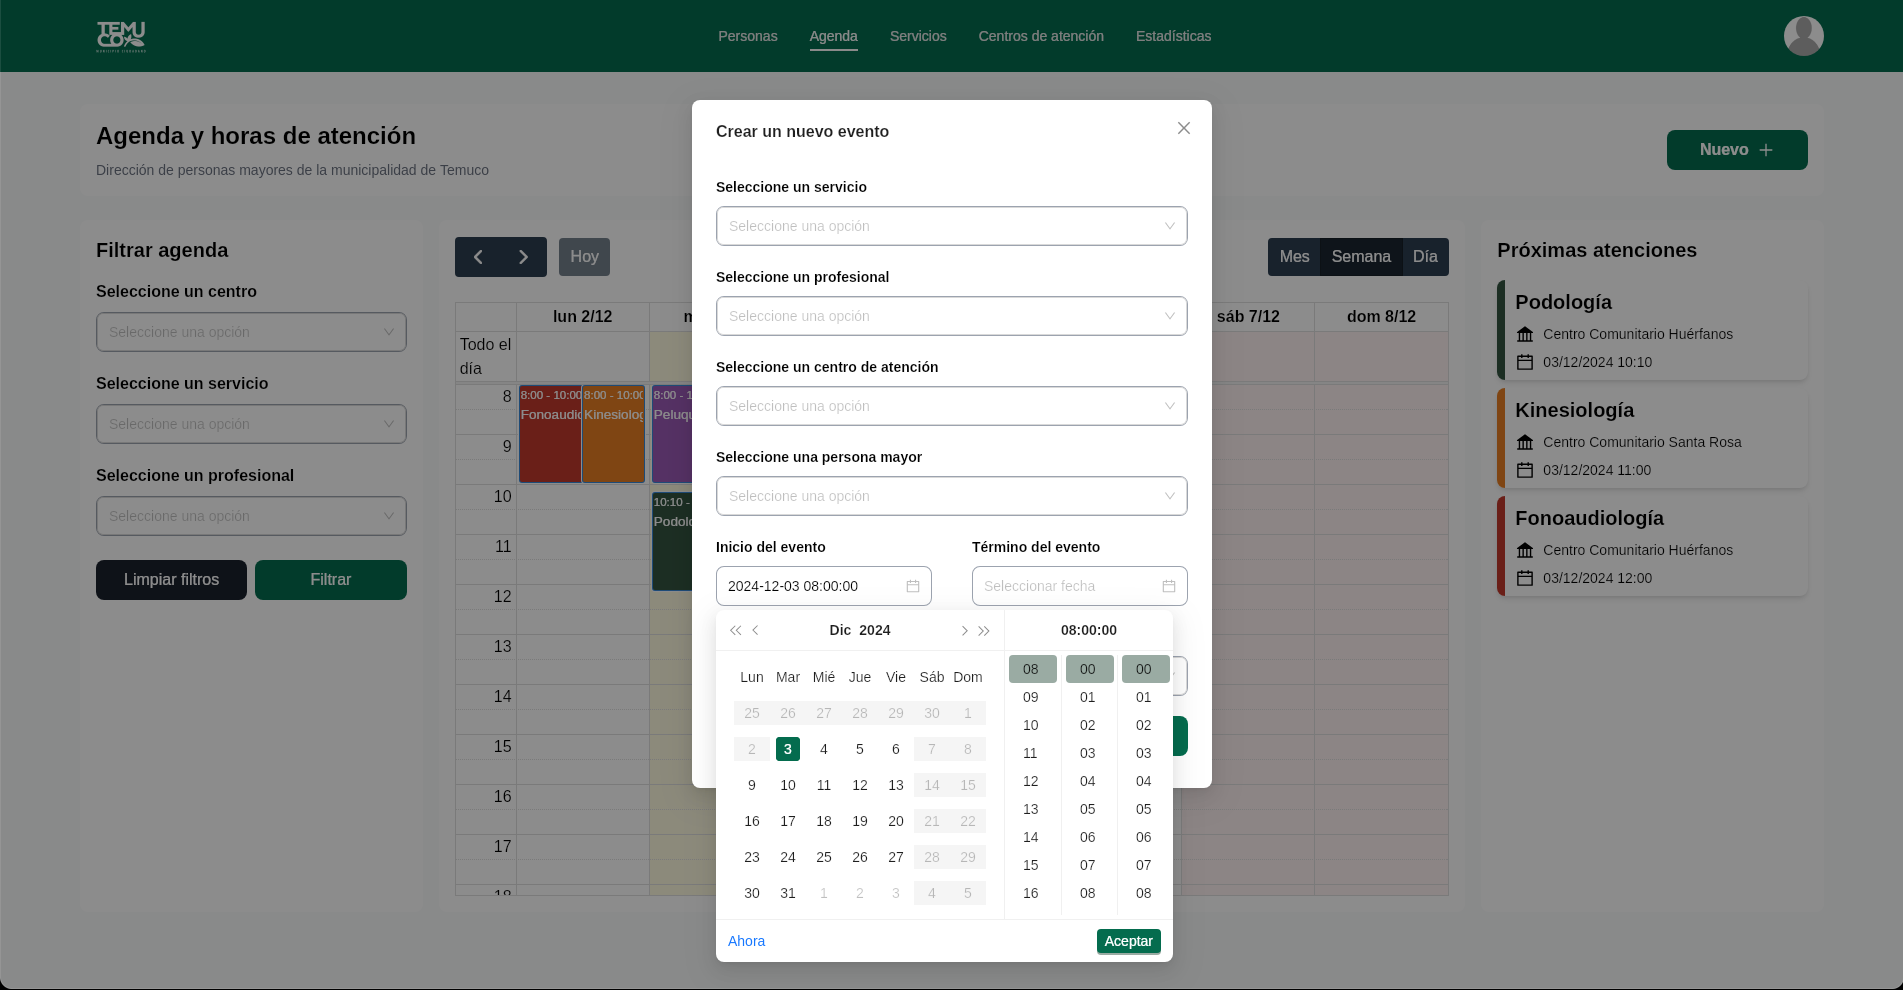 TEMUCO
Personas
Agenda
Servicios
Centros de atención
Estadísticas
Agenda y horas de atención
Dirección de personas mayores de la municipalidad de Temuco
Nuevo
Filtrar agenda
Seleccione un centro
Seleccione una opción
Seleccione un servicio
Seleccione una opción
Seleccione un profesional
Seleccione una opción
Limpiar filtros
Filtrar
Hoy
Mes
Semana
Día
lun 2/12
sáb 7/12
dom 8/12
Todo el
día
8
9
10
11
12
13
14
15
16
17
18
8:00 - 10:00
Fonoaudio
8:00 - 10:00
Kinesiolog
8:00 - 1
Peluqu
10:10 -
Podolo
Crear un nuevo evento
Seleccione un servicio
Seleccione una opción
Seleccione un profesional
Seleccione una opción
Seleccione un centro de atención
Seleccione una opción
Seleccione una persona mayor
Seleccione una opción
Inicio del evento
Término del evento
2024-12-03 08:00:00
Seleccionar fecha
Dic 2024
08:00:00
Lun Mar Mié Jue Vie Sáb Dom
25 26 27 28 29 30 1
2 3 4 5 6 7 8
9 10 11 12 13 14 15
16 17 18 19 20 21 22
23 24 25 26 27 28 29
30 31 1 2 3 4 5
08 00 00
09 01 01
10 02 02
11 03 03
12 04 04
13 05 05
14 06 06
15 07 07
16 08 08
Ahora
Aceptar
Próximas atenciones
Podología
Centro Comunitario Huérfanos
03/12/2024 10:10
Kinesiología
Centro Comunitario Santa Rosa
03/12/2024 11:00
Fonoaudiología
Centro Comunitario Huérfanos
03/12/2024 12:00